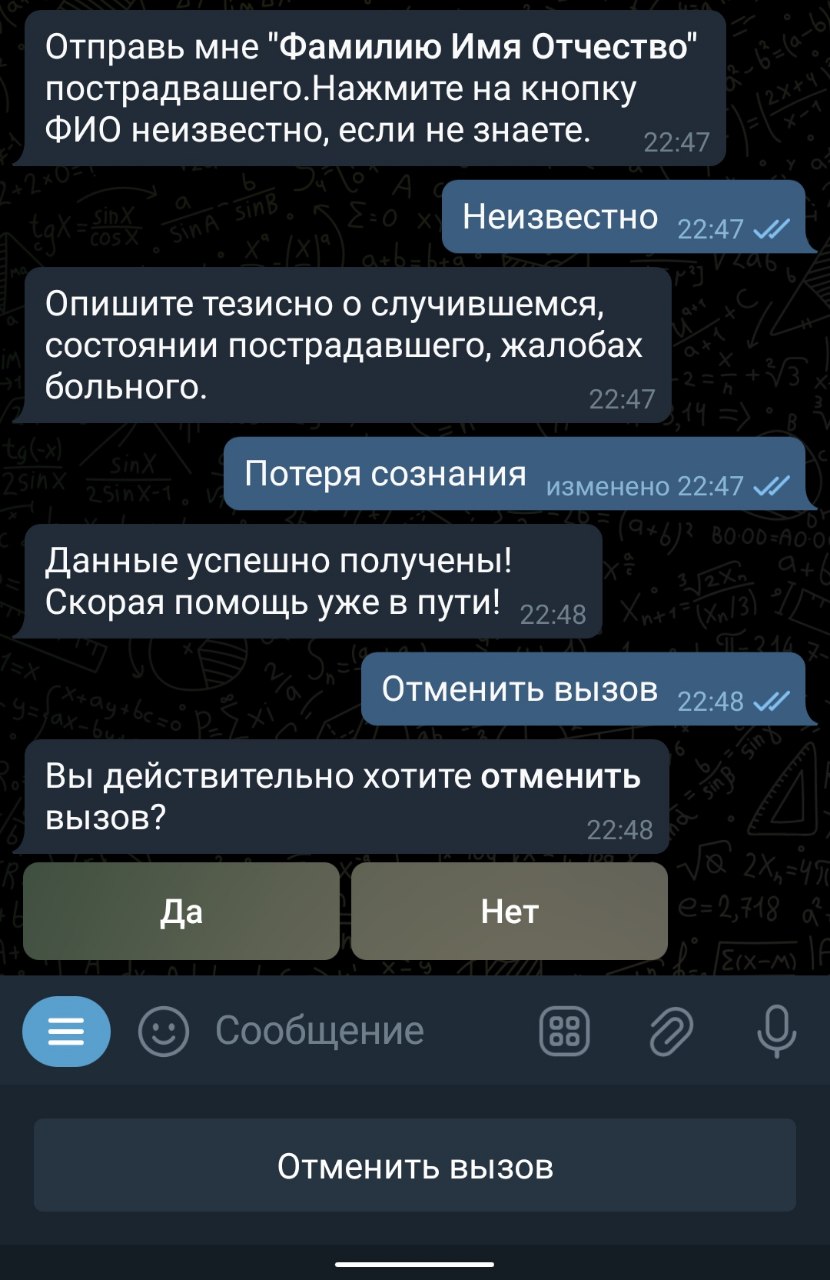 Отправь мне "Фамилию Имя Отчество"
пострадвашего.Нажмите на кнопку
ФИО неизвестно, если не знаете. 22:47
Неизвестно 22:47
Опишите тезисно о случившемся,
состоянии пострадавшего, жалобах
больного. 22:47
Потеря сознания изменено 22:47
Данные успешно получены!
Скорая помощь уже в пути! 22:48
Отменить вызов 22:48
Вы действительно хотите отменить
вызов? 22:48
Да Нет
Сообщение
Отменить вызов